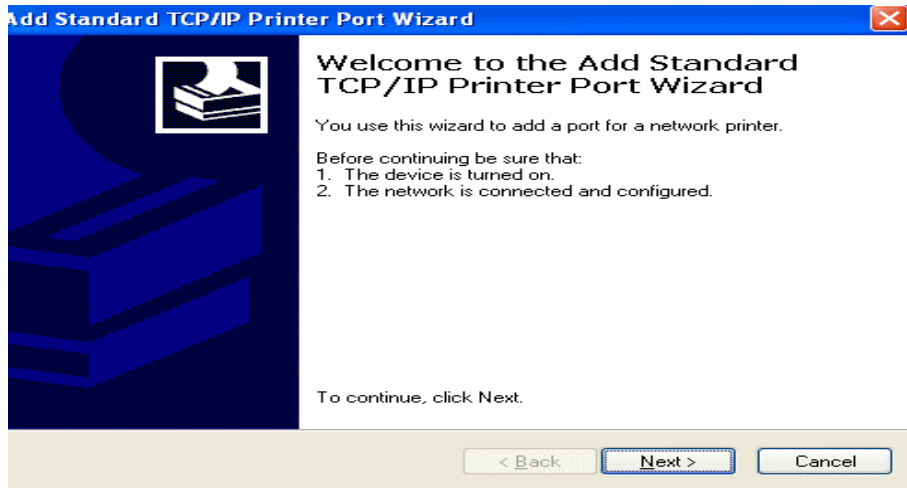 Add Standard TCP/IP Printer Port Wizard
Welcome to the Add Standard
TCP/IP Printer Port Wizard
You use this wizard to add a port for a network printer.
Before continuing be sure that:
1. The device is turned on.
2. The network is connected and configured.
To continue, click Next.
< Back
Next >
Cancel